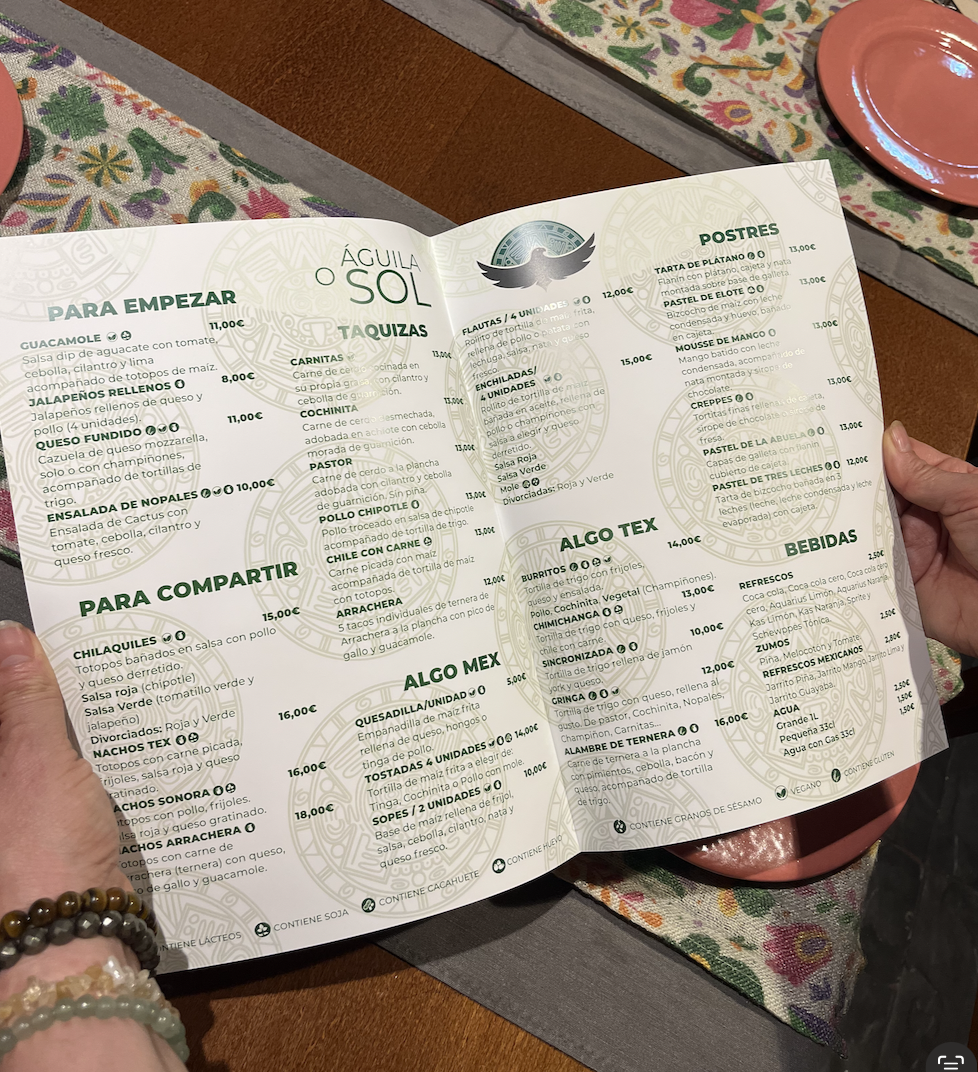 ÁGUILA
O SOL
PARA EMPEZAR
GUACAMOLE 11,00€
Salsa dip de aguacate con tomate,
cebolla, cilantro y lima
acompañado de totopos de maíz.
JALAPEÑOS RELLENOS 8,00€
Jalapeños rellenos de queso y
pollo (4 unidades).
QUESO FUNDIDO 11,00€
Cazuela de queso mozzarella,
solo o con champiñones,
acompañado de tortillas de
trigo.
ENSALADA DE NOPALES 10,00€
Ensalada de Cactus con
tomate, cebolla, cilantro y
queso fresco.
PARA COMPARTIR
CHILAQUILES 15,00€
Totopos bañados en salsa con pollo
y queso derretido.
Salsa roja (chipotle)
Salsa Verde (tomatillo verde y
jalapeño)
Divorciados: Roja y Verde
NACHOS TEX 16,00€
Totopos con carne picada,
frijoles, salsa roja y queso
ACHOS SONORA 16,00€
otopos con pollo, frijoles.
lsa roja y queso gratinado.
ACHOS ARRACHERA 18,00€
otopos con carne de
rrachera (ternera) con queso,
o de gallo y guacamole.
TAQUIZAS
CARNITAS 13,00€
Carne de cerdo cocinada en
su propia grasa con cilantro y
cebolla de guarnición.
COCHINITA 13,00€
Carne de cerdo desmechada,
adobada en achiote con cebolla
morada de guarnición.
PASTOR 13,00€
Carne de cerdo a la plancha
adobada con cilantro y cebolla
de guarnición. Sin piña.
POLLO CHIPOTLE 13,00€
Pollo troceado en salsa de chipotle
acompañado de tortilla de trigo.
CHILE CON CARNE 13,00€
Carne picada con maíz
acompañada de tortilla de maíz
con totopos.
ARRACHERA 12,00€
5 tacos individuales de ternera de
Arrachera a la plancha con pico de
gallo y guacamole.
ALGO MEX
QUESADILLA/UNIDAD 5,00€
Empanadilla de maíz frita
rellena de queso, hongos o
tinga de pollo.
TOSTADAS 4 UNIDADES 14,00€
Tortilla de maíz frita a elegir de:
Tinga, Cochinita o Pollo con mole.
SOPES / 2 UNIDADES 10,00€
Base de maíz relleno de frijol,
salsa, cebolla, cilantro, nata y
queso fresco.
NTIENE LÁCTEOS
CONTIENE SOJA
CONTIENE CACAHUETE
CONTIENE HUEVO
FLAUTAS / 4 UNIDADES 12,00€
Rollito de tortilla de maíz frita,
rellena de pollo o patata con
lechuga, salsa, nata y queso
fresco.
ENCHILADAS/ 15,00€
4 UNIDADES
Rollito de tortilla de maíz
bañada en aceite, rellena de
pollo o champiñones con
salsa a elegir y queso
derretido.
Salsa Roja
Salsa Verde
Mole
Divorciadas: Roja y Verde
ALGO TEX
BURRITOS 14,00€
Tortilla de trigo con frijoles,
queso y ensalada.
Pollo, Cochinita, Vegetal (Champiñones).
CHIMICHANGA 13,00€
Tortilla de trigo con queso, frijoles y
chile con carne.
SINCRONIZADA 10,00€
Tortilla de trigo rellena de jamón
york y queso.
GRINGA 12,00€
Tortilla de trigo con queso, rellena al
gusto. De pastor, Cochinita, Nopales,
Champiñón, Carnitas...
ALAMBRE DE TERNERA 16,00€
Carne de ternera a la plancha
con pimientos, cebolla, bacón y
queso, acompañado de tortilla
de trigo.
POSTRES
TARTA DE PLÁTANO 13,00€
Flanín con plátano, cajeta y nata
montada sobre base de galleta.
PASTEL DE ELOTE 13,00€
Bizcocho de maíz con leche
condensada y huevo, bañado
en cajeta.
MOUSSE DE MANGO 13,00€
Mango batido con leche
condensada, acompañado de
nata montada y sirope de
chocolate.
CREPPES 13,00€
Tortitas finas rellenas de cajeta,
sirope de chocolate y
fresa.
PASTEL DE LA ABUELA 13,00€
Capas de galleta con flanín
cubierto de cajeta.
PASTEL DE TRES LECHES 12,00€
Tarta de bizcocho bañada en 3
leches (leche, leche condensada y leche
evaporada) con cajeta.
BEBIDAS
REFRESCOS 2,50€
Coca cola, Coca cola cero, Coca cola cero
cero, Aquarius Limón, Aquarius Naranja,
Kas Limón, Kas Naranja, Sprite y
Schewppes Tónica.
ZUMOS 2,50€
Piña, Melocotón y Tomate
REFRESCOS MEXICANOS 2,80€
Jarrito Piña, Jarrito Mango, Jarrito Lima y
Jarrito Guayaba.
AGUA
Grande 1L 2,50€
Pequeña 33cl 1,50€
Agua con Gas 33cl 1,50€
CONTIENE GRANOS DE SÉSAMO
VEGANO
CONTIENE GLUTEN